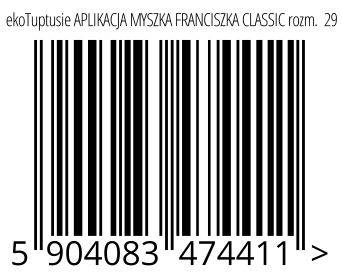 ekoTuptusie APLIKACJA MYSZKA FRANCISZKA CLASSIC rozm. 29
5 904083 474411 >